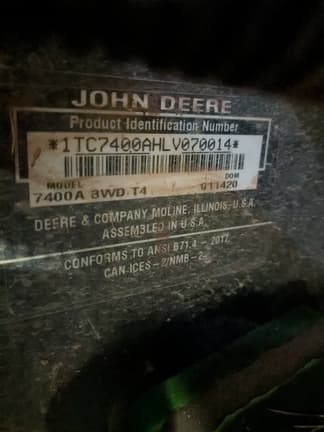 JOHN DEERE
Product Identification Number
*1TC7400AHLV070014*
MODEL DOM
7400A 3WD T4 011420
DEERE & COMPANY MOLINE, ILLINOIS, U.S.A.
ASSEMBLED IN U.S.A.
CONFORMS TO ANSI B71.4 - 2017
CAN ICES-2/NMB-2